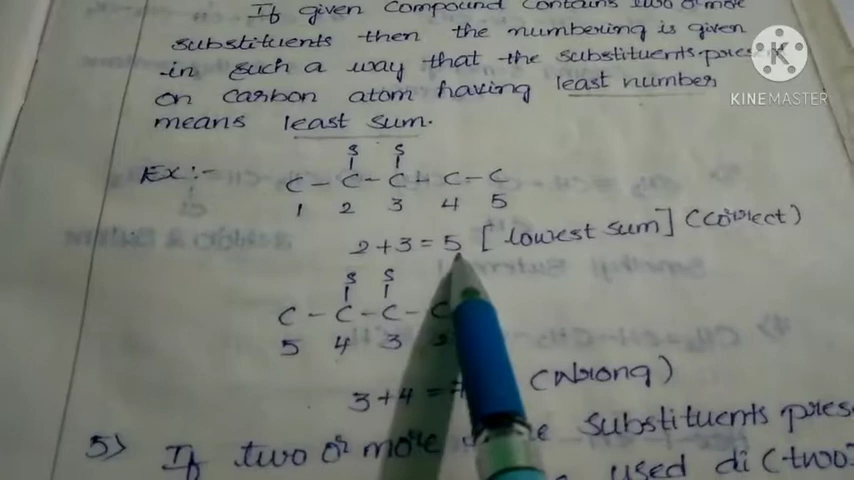 If given Compound contains two or more
substituents then the numbering is given
in such a way that the substituents
K
on carbon atom having least number
KINEMASTER
means least sum.
S S
Ex:- C - C - C + C - C
1 2 3 4 5
2+3 = 5 [lowest sum] (correct)
S S
C - C - C - C
5 4 3 2
3+4 = (Wrong)
5) If two or more substituents
used di (two)